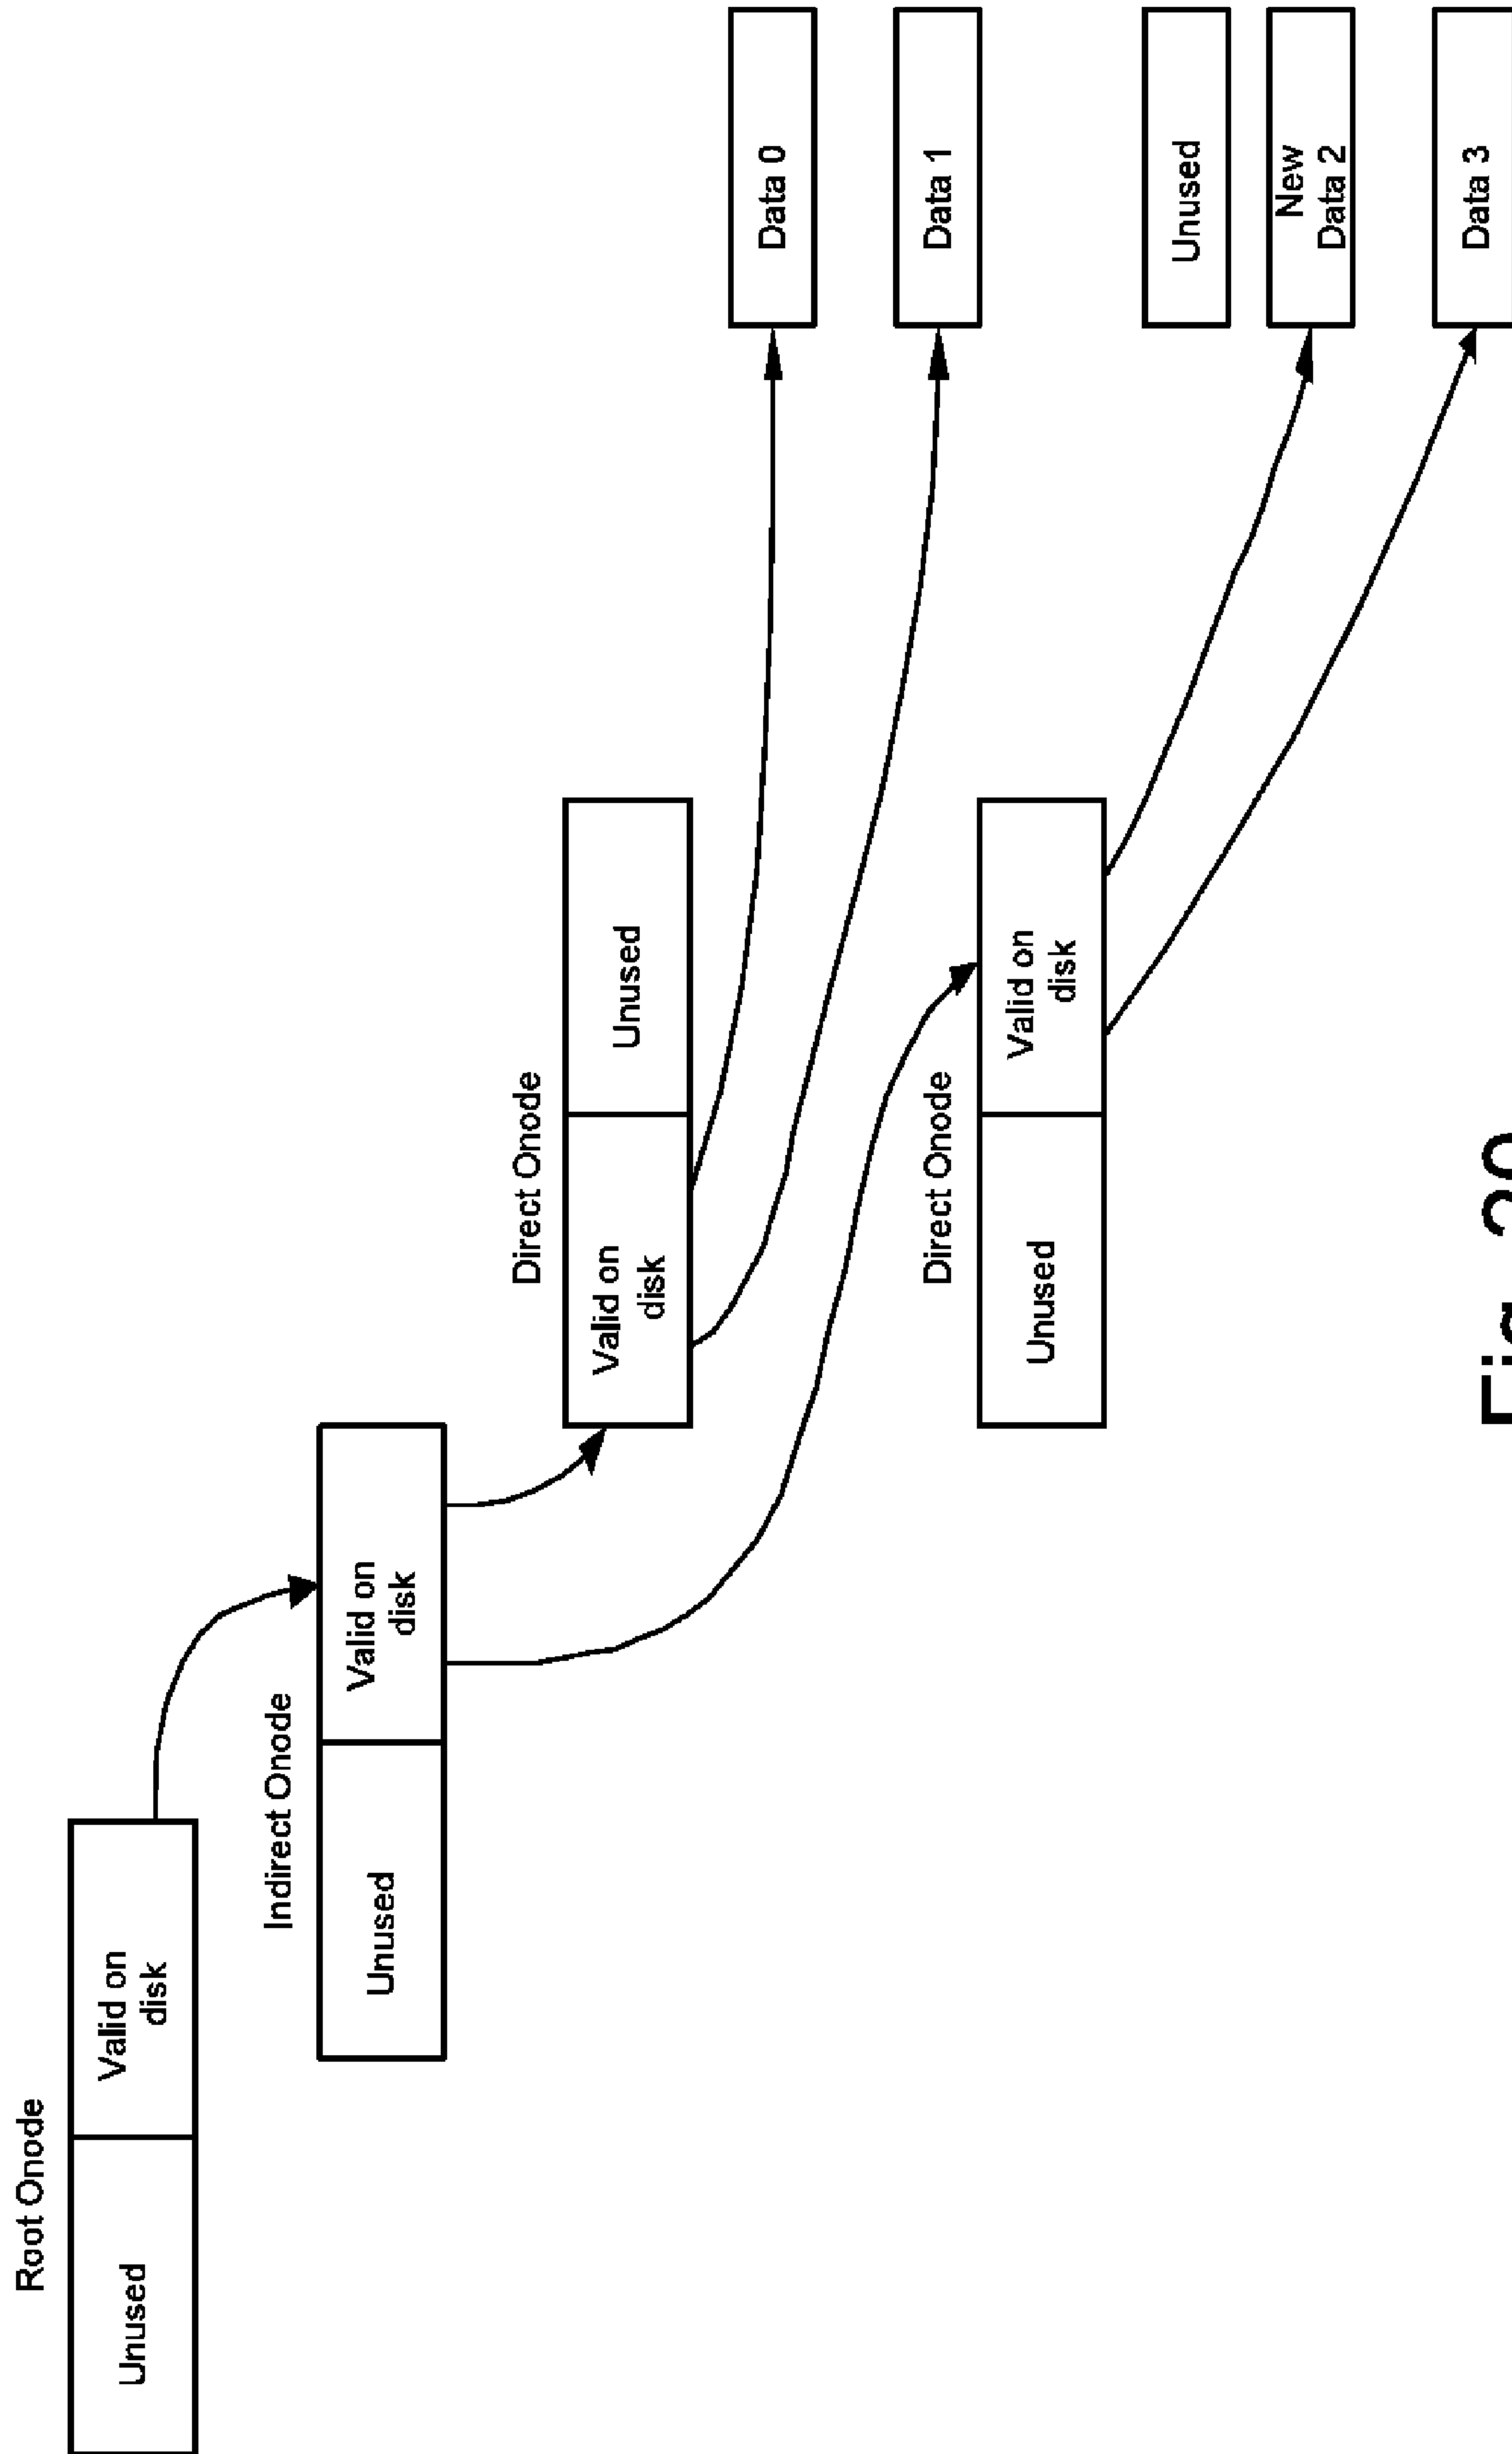 Root Onode
Unused
Valid on
disk
Indirect Onode
Unused
Valid on
disk
Direct Onode
Valid on
disk
Unused
Data 0
Data 1
Direct Onode
Unused
Valid on
disk
Unused
New
Data 2
Data 3
Fig.